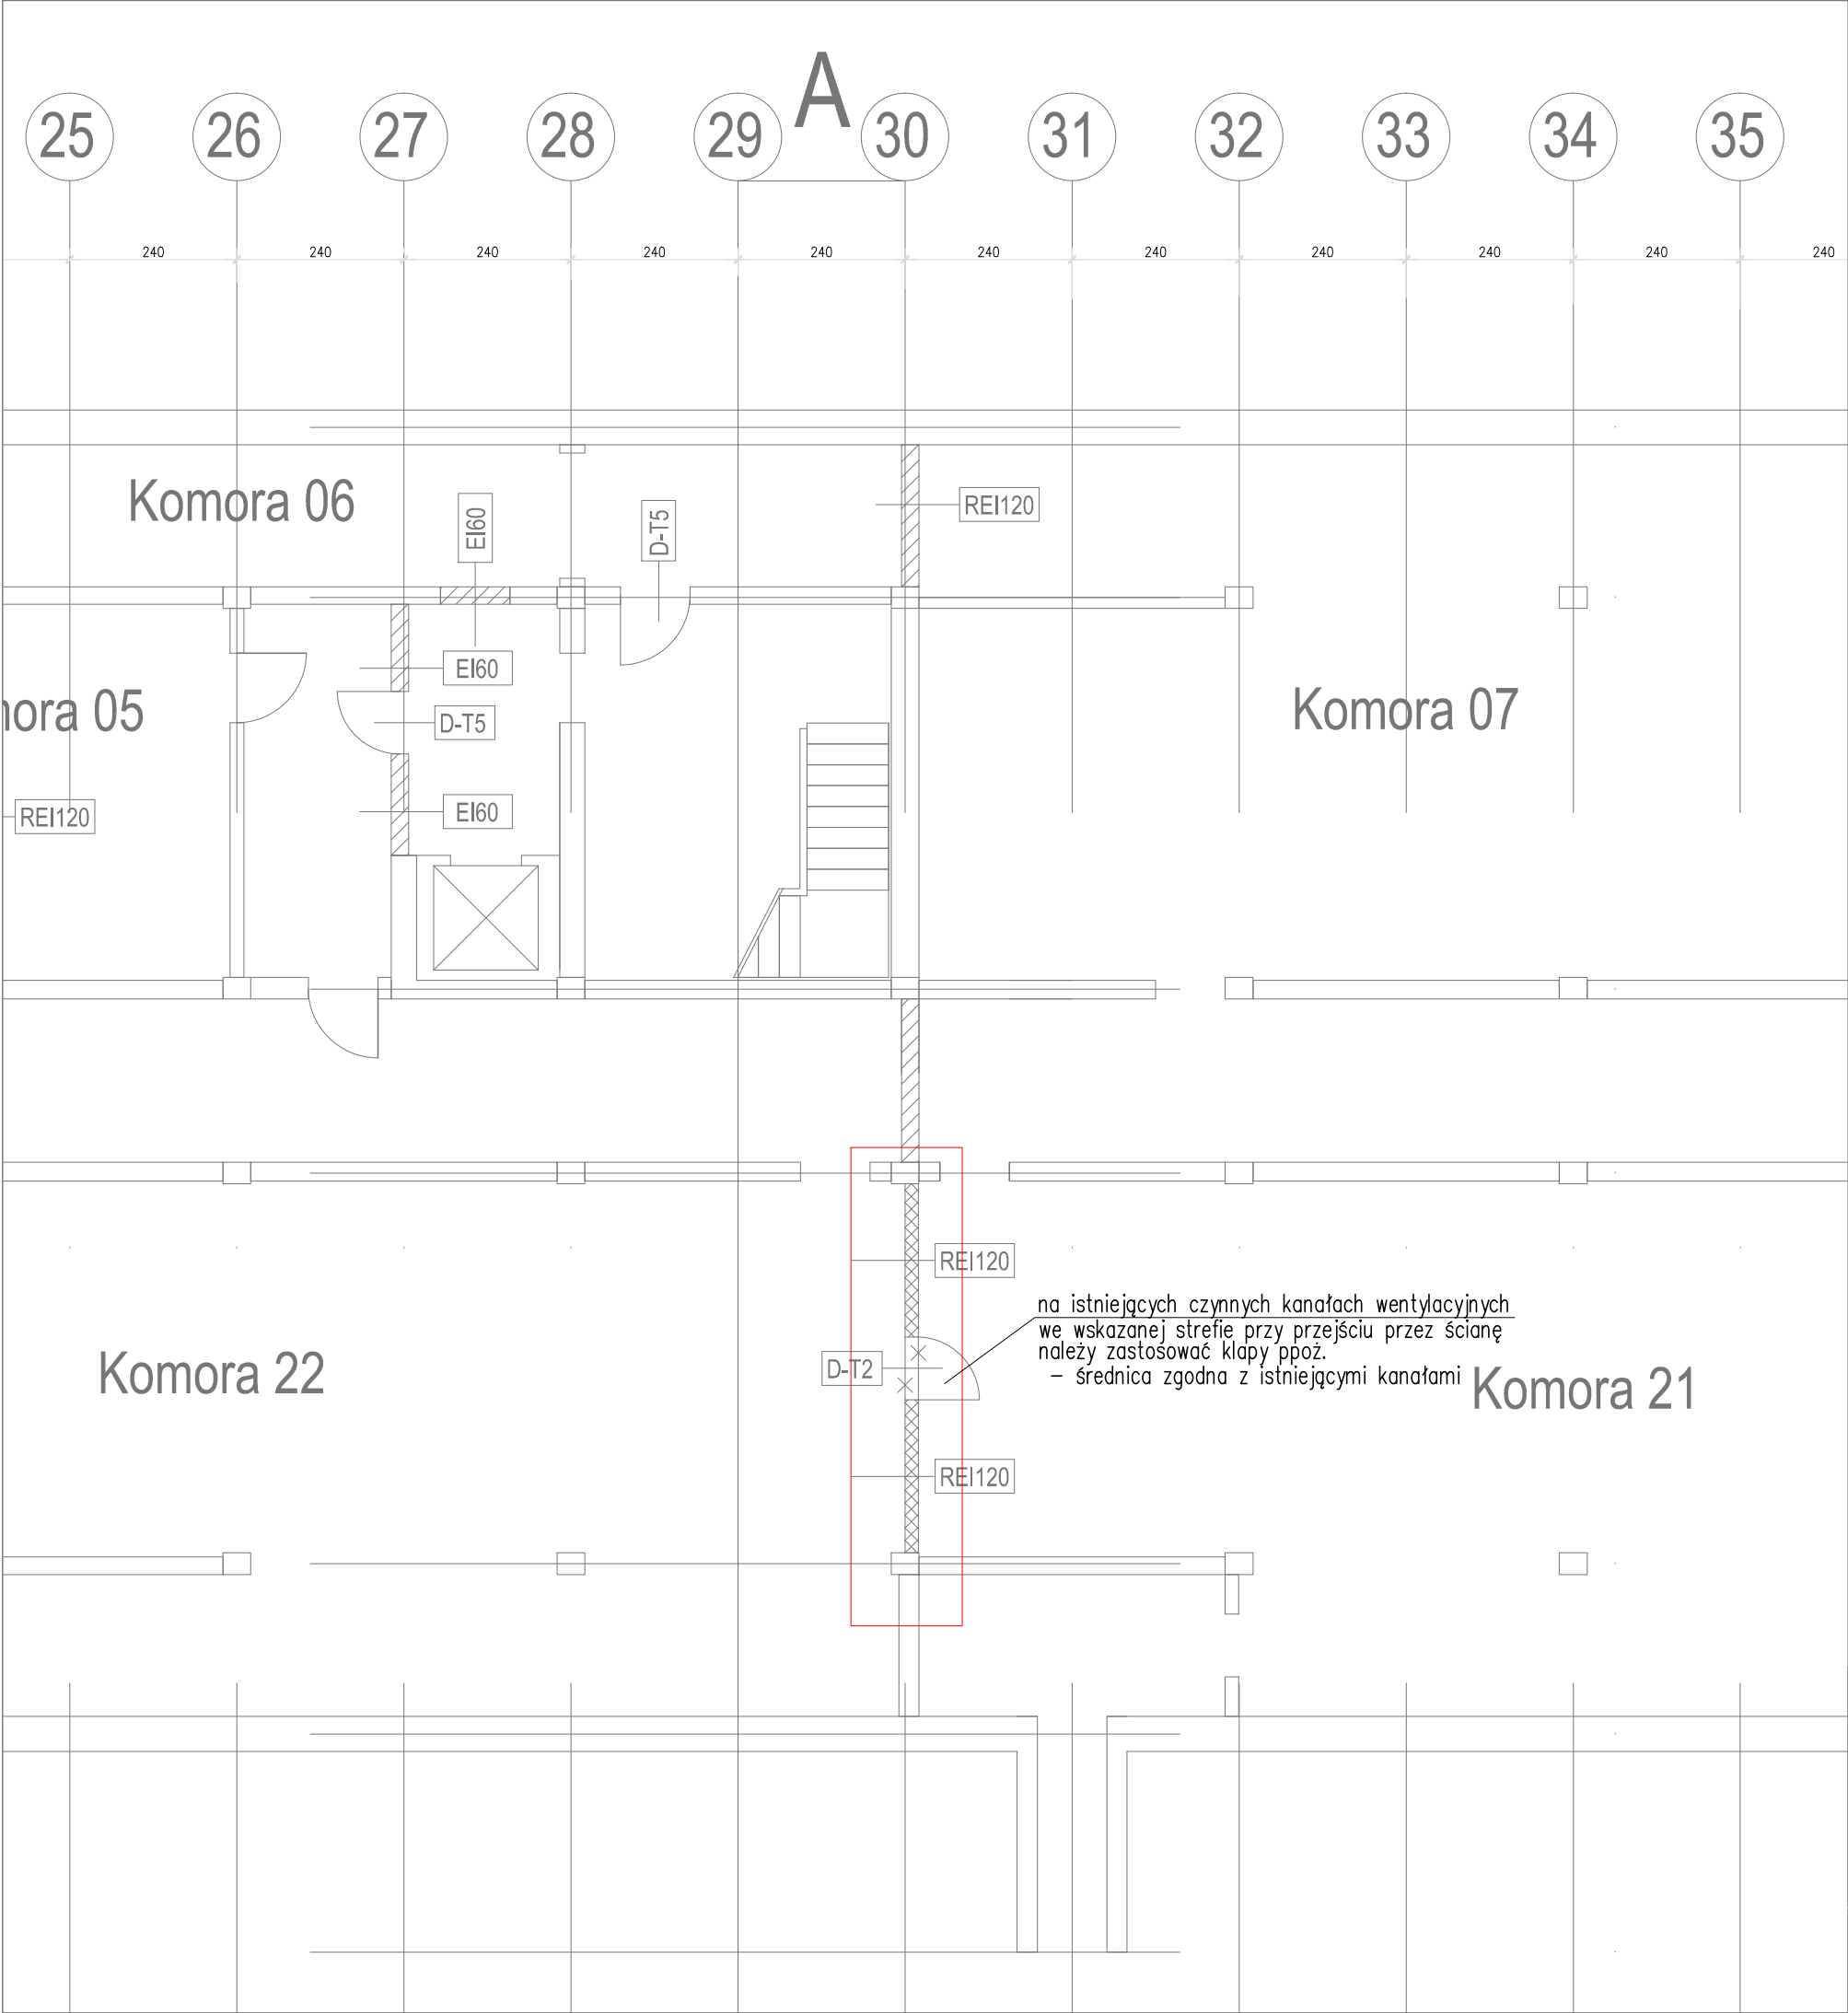 A
25 26 27 28 29 30 31 32 33 34 35
240 240 240 240 240 240 240 240 240 240 240
Komora 06
EI60
D-T5
REI120
EI60
mora 05
D-T5
Komora 07
REI120
EI60
REI120
na istniejących czynnych kanałach wentylacyjnych
we wskazanej strefie przy przejściu przez ścianę
należy zastosować klapy ppoż.
– średnica zgodna z istniejącymi kanałami
Komora 22
D-T2
Komora 21
REI120